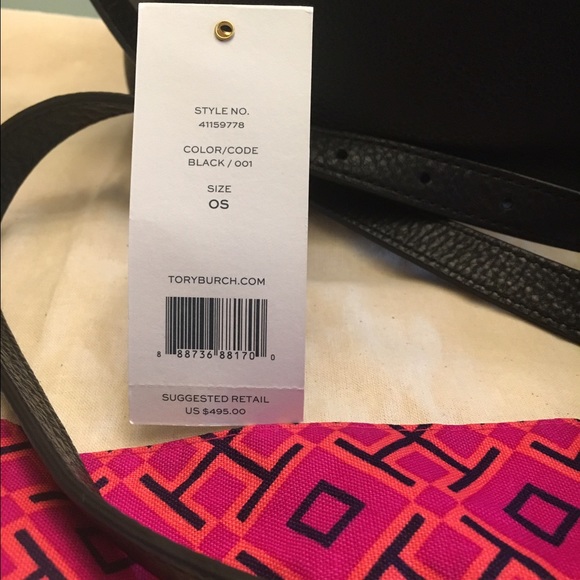 STYLE NO.
41159778
COLOR/CODE
BLACK / 001
SIZE
OS
TORYBURCH.COM
8 88736 88170 0
SUGGESTED RETAIL
US $495.00